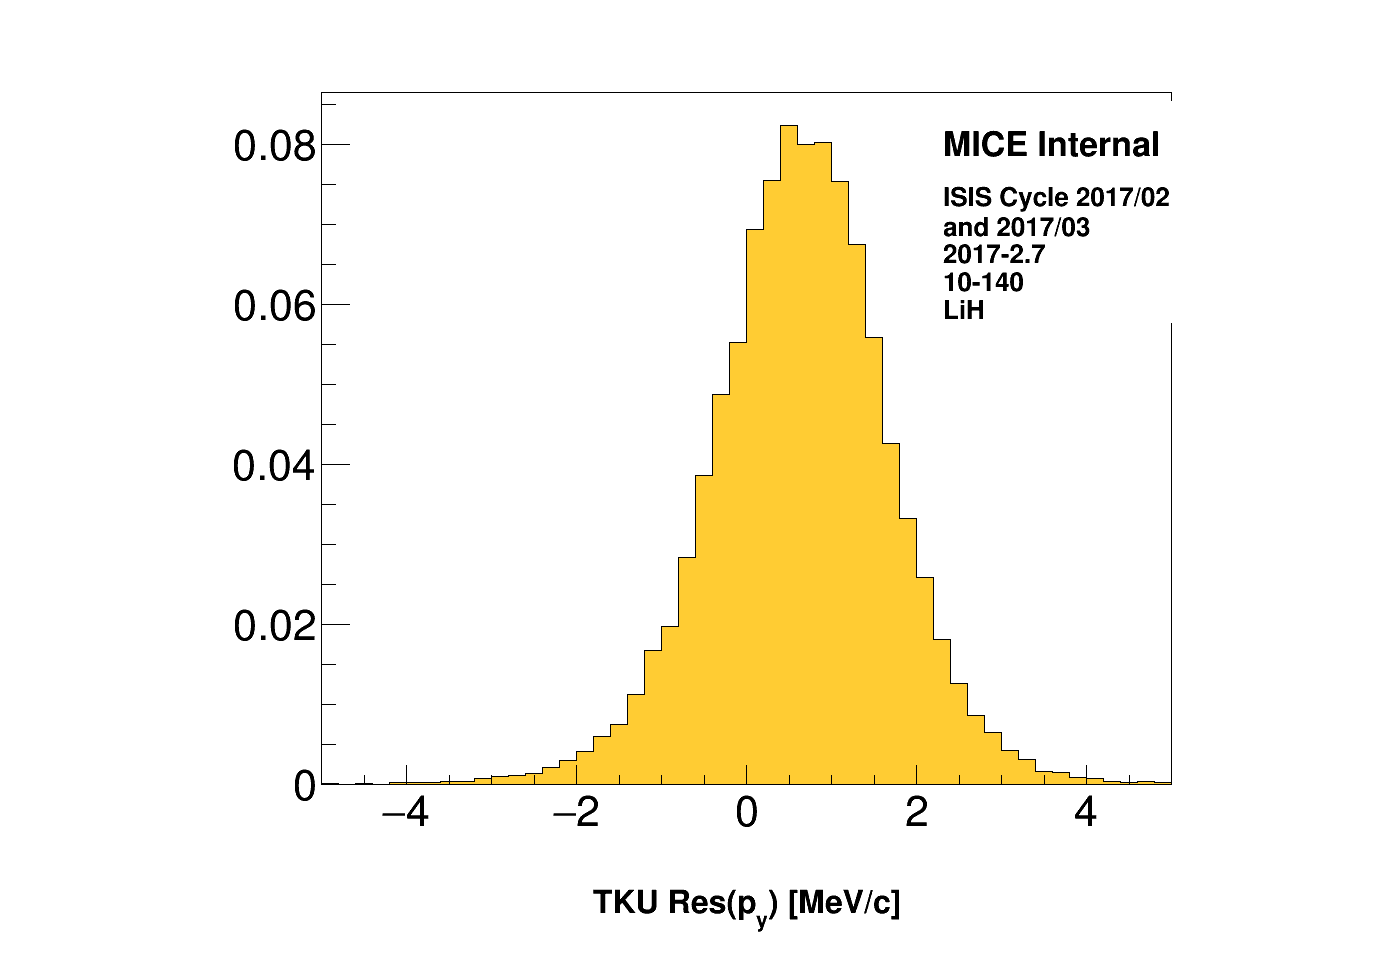 0.08
0.06
0.04
0.02
0
−4 −2 0 2 4
MICE Internal
ISIS Cycle 2017/02
and 2017/03
2017-2.7
10-140
LiH
TKU Res(p_y) [MeV/c]